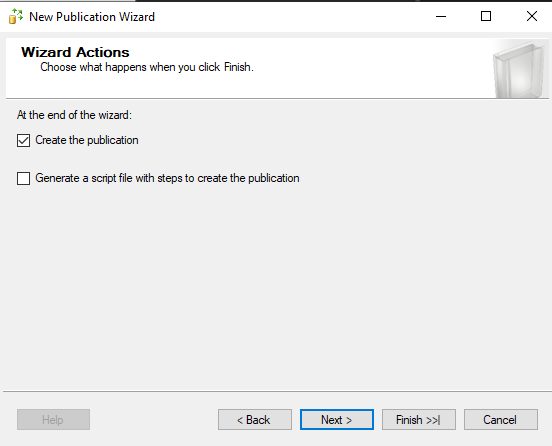 New Publication Wizard
Wizard Actions
Choose what happens when you click Finish.
At the end of the wizard:
Create the publication
Generate a script file with steps to create the publication
Help
< Back
Next >
Finish >>|
Cancel